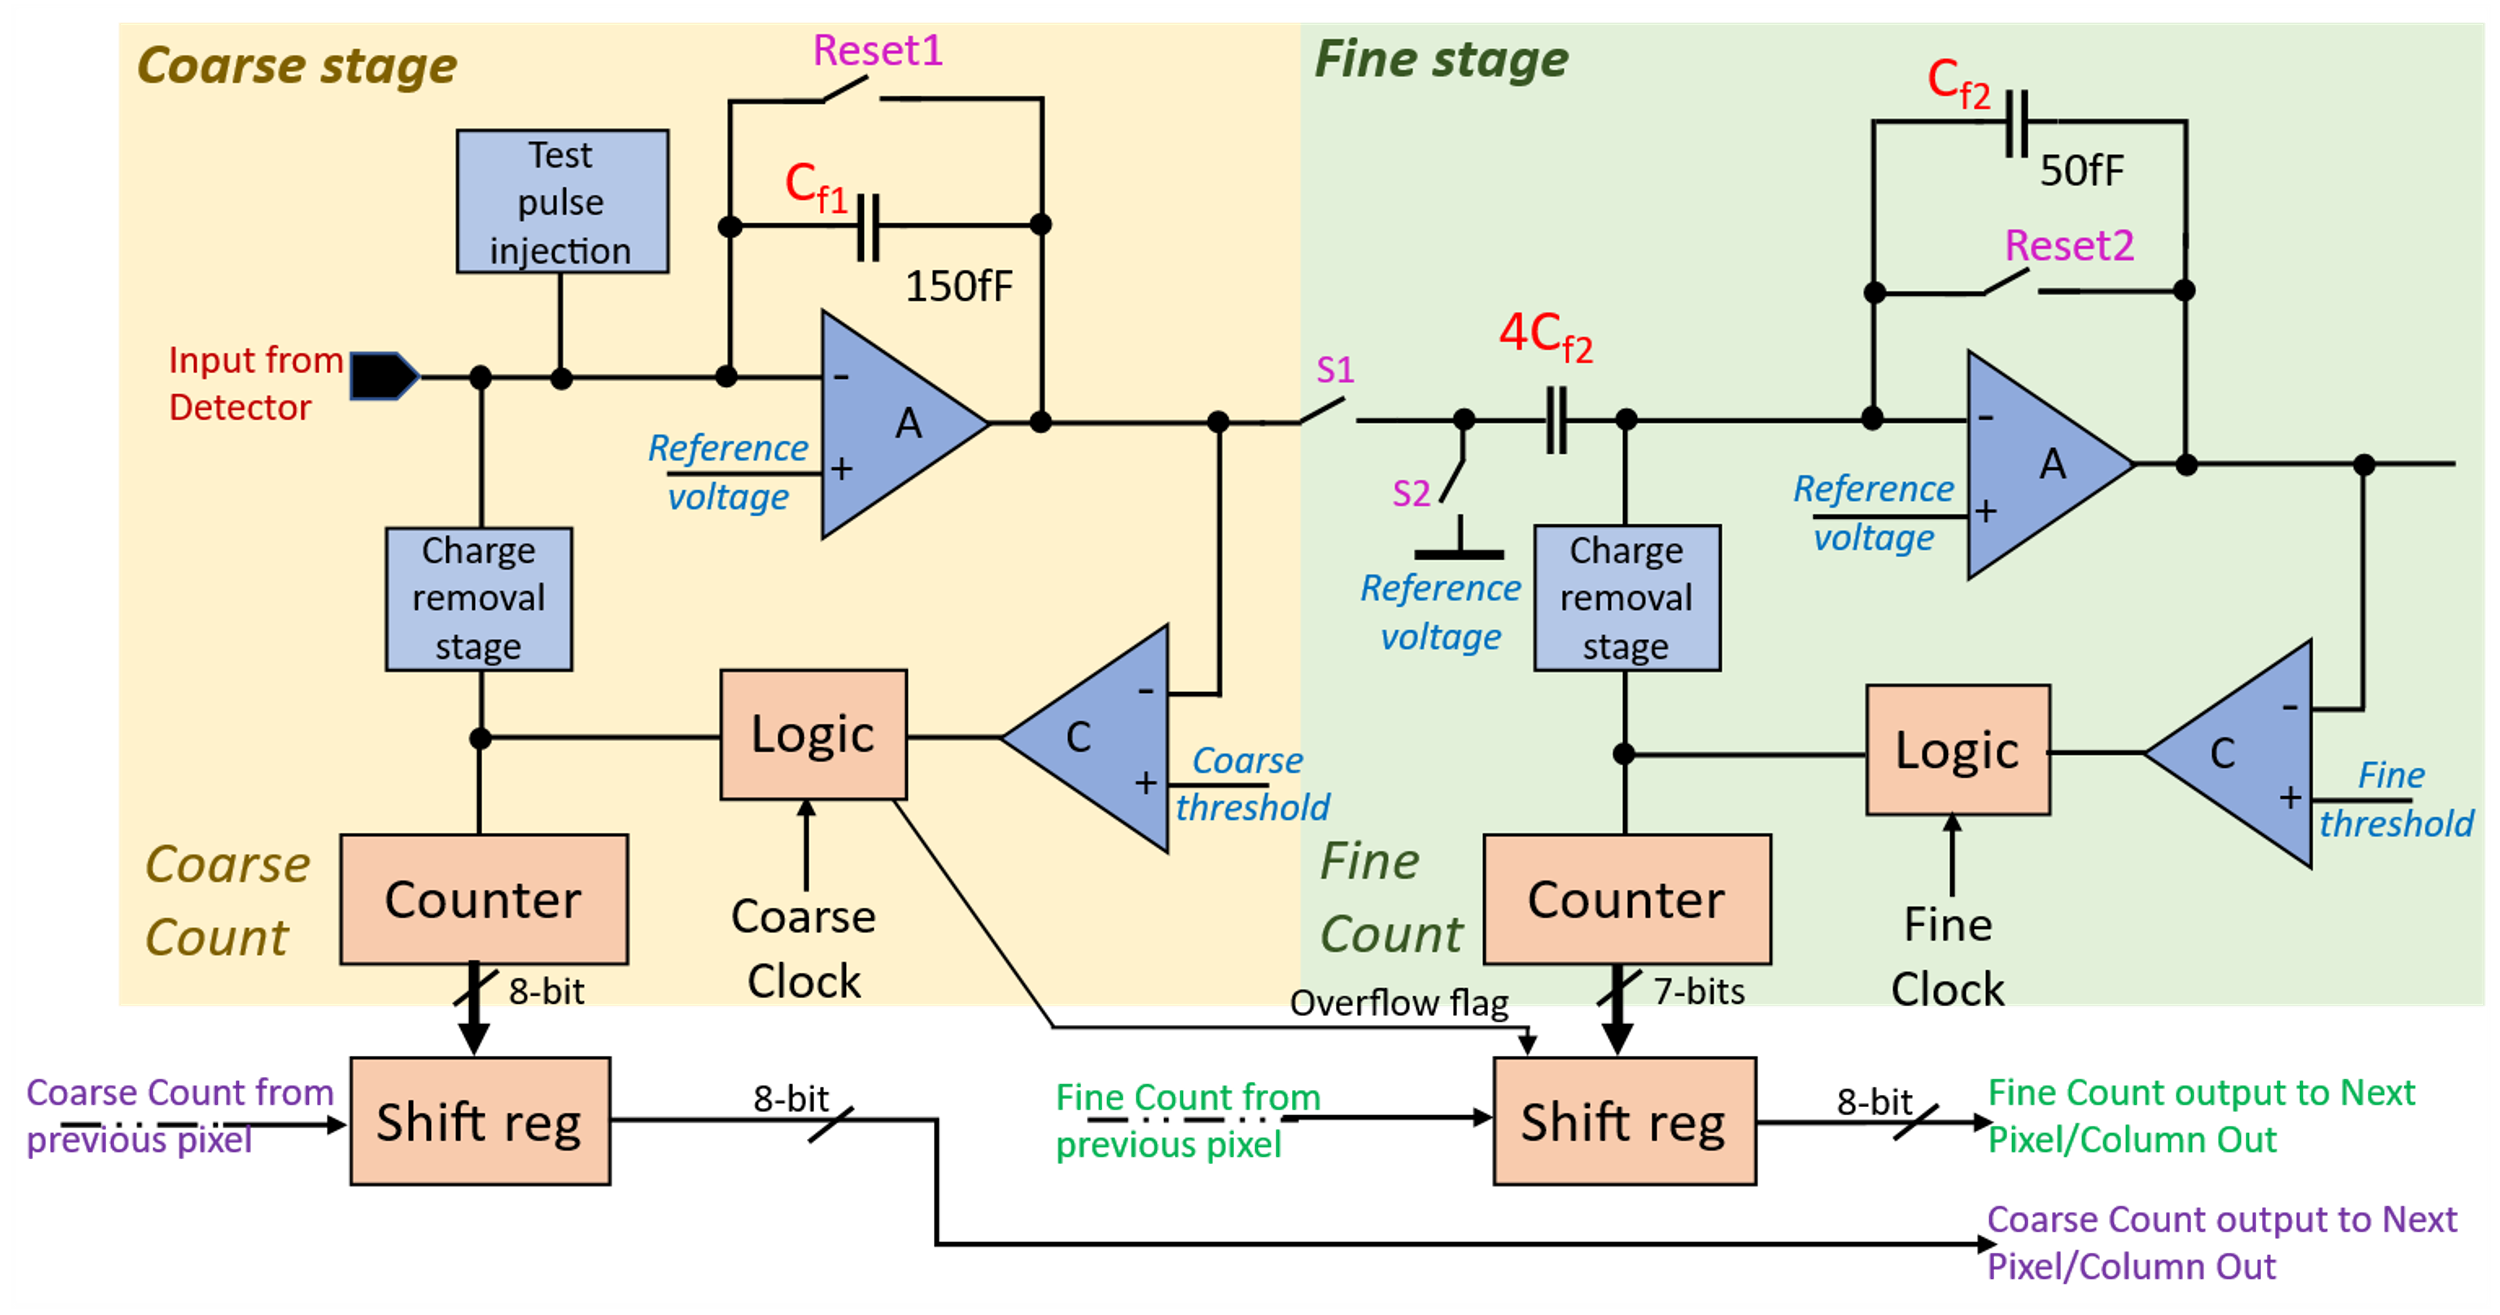 Coarse stage
Reset1
Fine stage
Cf2
50fF
Test
pulse
injection
Cf1
150fF
Reset2
4Cf2
Input from
Detector
S1
-
A
+
Reference
voltage
-
A
+
Reference
voltage
S2
Reference
voltage
Charge
removal
stage
Charge
removal
stage
Logic
-
C
+
Coarse
threshold
Logic
-
C
+
Fine
threshold
Coarse
Count
Counter
Coarse
Clock
Fine
Count
Counter
Fine
Clock
8-bit
Overflow flag
7-bits
Coarse Count from
previous pixel
Shift reg
8-bit
Fine Count from
previous pixel
Shift reg
8-bit
Fine Count output to Next
Pixel/Column Out
Coarse Count output to Next
Pixel/Column Out